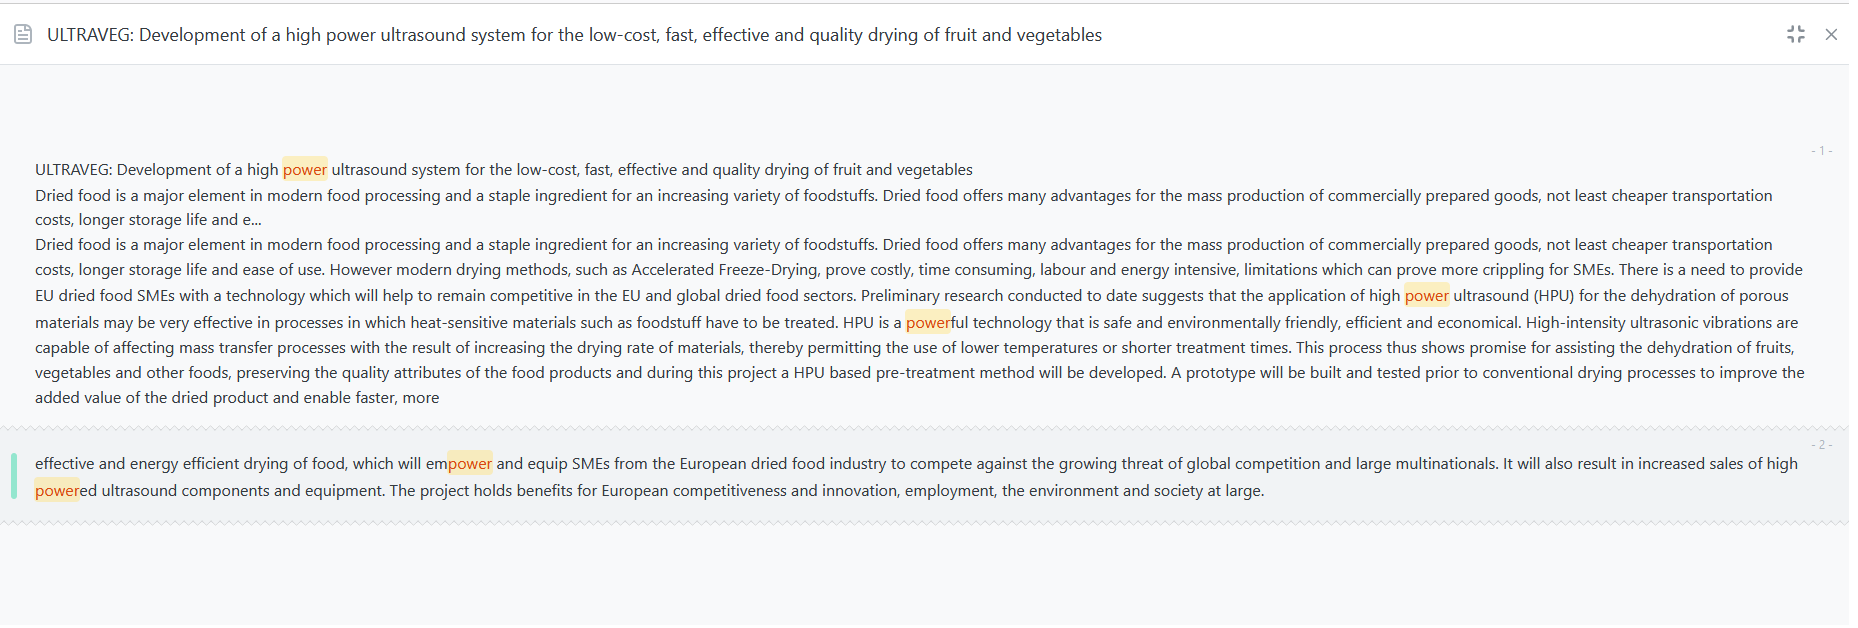 ULTRAVEG: Development of a high power ultrasound system for the low-cost, fast, effective and quality drying of fruit and vegetables
- 1 -
ULTRAVEG: Development of a high power ultrasound system for the low-cost, fast, effective and quality drying of fruit and vegetables
Dried food is a major element in modern food processing and a staple ingredient for an increasing variety of foodstuffs. Dried food offers many advantages for the mass production of commercially prepared goods, not least cheaper transportation
costs, longer storage life and e...
Dried food is a major element in modern food processing and a staple ingredient for an increasing variety of foodstuffs. Dried food offers many advantages for the mass production of commercially prepared goods, not least cheaper transportation
costs, longer storage life and ease of use. However modern drying methods, such as Accelerated Freeze-Drying, prove costly, time consuming, labour and energy intensive, limitations which can prove more crippling for SMEs. There is a need to provide
EU dried food SMEs with a technology which will help to remain competitive in the EU and global dried food sectors. Preliminary research conducted to date suggests that the application of high power ultrasound (HPU) for the dehydration of porous
materials may be very effective in processes in which heat-sensitive materials such as foodstuff have to be treated. HPU is a powerful technology that is safe and environmentally friendly, efficient and economical. High-intensity ultrasonic vibrations are
capable of affecting mass transfer processes with the result of increasing the drying rate of materials, thereby permitting the use of lower temperatures or shorter treatment times. This process thus shows promise for assisting the dehydration of fruits,
vegetables and other foods, preserving the quality attributes of the food products and during this project a HPU based pre-treatment method will be developed. A prototype will be built and tested prior to conventional drying processes to improve the
added value of the dried product and enable faster, more
- 2 -
effective and energy efficient drying of food, which will empower and equip SMEs from the European dried food industry to compete against the growing threat of global competition and large multinationals. It will also result in increased sales of high
powered ultrasound components and equipment. The project holds benefits for European competitiveness and innovation, employment, the environment and society at large.